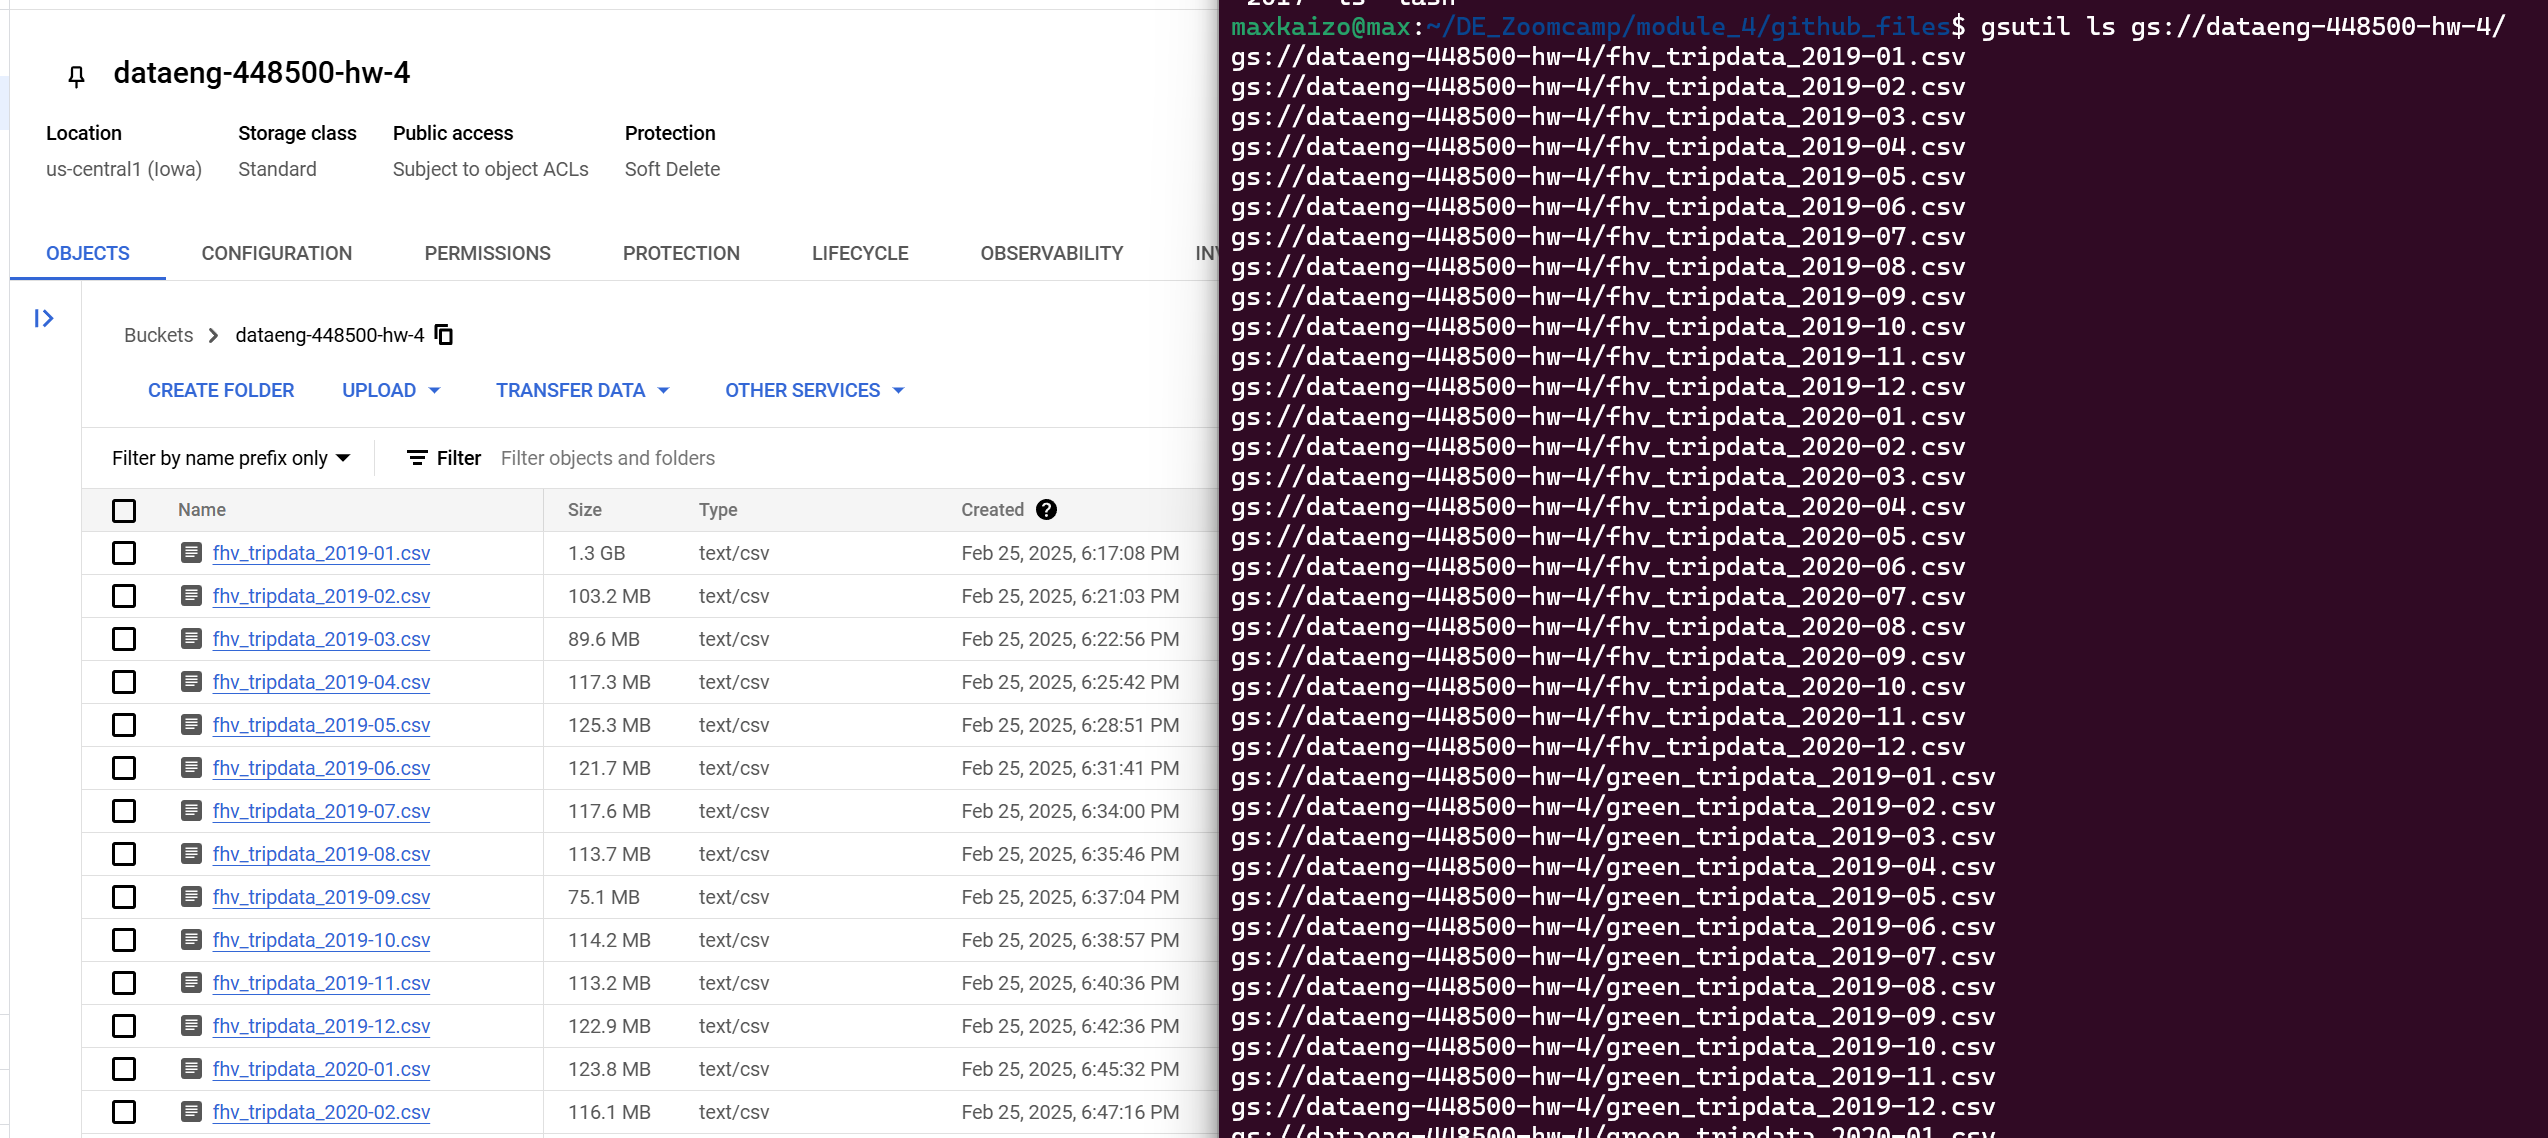 dataeng-448500-hw-4
Location Storage class Public access Protection
us-central1 (Iowa) Standard Subject to object ACLs Soft Delete
OBJECTS CONFIGURATION PERMISSIONS PROTECTION LIFECYCLE OBSERVABILITY
Buckets dataeng-448500-hw-4
CREATE FOLDER UPLOAD TRANSFER DATA OTHER SERVICES
Filter by name prefix only Filter Filter objects and folders
Name Size Type Created
fhv_tripdata_2019-01.csv 1.3 GB text/csv Feb 25, 2025, 6:17:08 PM
fhv_tripdata_2019-02.csv 103.2 MB text/csv Feb 25, 2025, 6:21:03 PM
fhv_tripdata_2019-03.csv 89.6 MB text/csv Feb 25, 2025, 6:22:56 PM
fhv_tripdata_2019-04.csv 117.3 MB text/csv Feb 25, 2025, 6:25:42 PM
fhv_tripdata_2019-05.csv 125.3 MB text/csv Feb 25, 2025, 6:28:51 PM
fhv_tripdata_2019-06.csv 121.7 MB text/csv Feb 25, 2025, 6:31:41 PM
fhv_tripdata_2019-07.csv 117.6 MB text/csv Feb 25, 2025, 6:34:00 PM
fhv_tripdata_2019-08.csv 113.7 MB text/csv Feb 25, 2025, 6:35:46 PM
fhv_tripdata_2019-09.csv 75.1 MB text/csv Feb 25, 2025, 6:37:04 PM
fhv_tripdata_2019-10.csv 114.2 MB text/csv Feb 25, 2025, 6:38:57 PM
fhv_tripdata_2019-11.csv 113.2 MB text/csv Feb 25, 2025, 6:40:36 PM
fhv_tripdata_2019-12.csv 122.9 MB text/csv Feb 25, 2025, 6:42:36 PM
fhv_tripdata_2020-01.csv 123.8 MB text/csv Feb 25, 2025, 6:45:32 PM
fhv_tripdata_2020-02.csv 116.1 MB text/csv Feb 25, 2025, 6:47:16 PM
maxkaizo@max:~/DE_Zoomcamp/module_4/github_files$ gsutil ls gs://dataeng-448500-hw-4/
gs://dataeng-448500-hw-4/fhv_tripdata_2019-01.csv
gs://dataeng-448500-hw-4/fhv_tripdata_2019-02.csv
gs://dataeng-448500-hw-4/fhv_tripdata_2019-03.csv
gs://dataeng-448500-hw-4/fhv_tripdata_2019-04.csv
gs://dataeng-448500-hw-4/fhv_tripdata_2019-05.csv
gs://dataeng-448500-hw-4/fhv_tripdata_2019-06.csv
gs://dataeng-448500-hw-4/fhv_tripdata_2019-07.csv
gs://dataeng-448500-hw-4/fhv_tripdata_2019-08.csv
gs://dataeng-448500-hw-4/fhv_tripdata_2019-09.csv
gs://dataeng-448500-hw-4/fhv_tripdata_2019-10.csv
gs://dataeng-448500-hw-4/fhv_tripdata_2019-11.csv
gs://dataeng-448500-hw-4/fhv_tripdata_2019-12.csv
gs://dataeng-448500-hw-4/fhv_tripdata_2020-01.csv
gs://dataeng-448500-hw-4/fhv_tripdata_2020-02.csv
gs://dataeng-448500-hw-4/fhv_tripdata_2020-03.csv
gs://dataeng-448500-hw-4/fhv_tripdata_2020-04.csv
gs://dataeng-448500-hw-4/fhv_tripdata_2020-05.csv
gs://dataeng-448500-hw-4/fhv_tripdata_2020-06.csv
gs://dataeng-448500-hw-4/fhv_tripdata_2020-07.csv
gs://dataeng-448500-hw-4/fhv_tripdata_2020-08.csv
gs://dataeng-448500-hw-4/fhv_tripdata_2020-09.csv
gs://dataeng-448500-hw-4/fhv_tripdata_2020-10.csv
gs://dataeng-448500-hw-4/fhv_tripdata_2020-11.csv
gs://dataeng-448500-hw-4/fhv_tripdata_2020-12.csv
gs://dataeng-448500-hw-4/green_tripdata_2019-01.csv
gs://dataeng-448500-hw-4/green_tripdata_2019-02.csv
gs://dataeng-448500-hw-4/green_tripdata_2019-03.csv
gs://dataeng-448500-hw-4/green_tripdata_2019-04.csv
gs://dataeng-448500-hw-4/green_tripdata_2019-05.csv
gs://dataeng-448500-hw-4/green_tripdata_2019-06.csv
gs://dataeng-448500-hw-4/green_tripdata_2019-07.csv
gs://dataeng-448500-hw-4/green_tripdata_2019-08.csv
gs://dataeng-448500-hw-4/green_tripdata_2019-09.csv
gs://dataeng-448500-hw-4/green_tripdata_2019-10.csv
gs://dataeng-448500-hw-4/green_tripdata_2019-11.csv
gs://dataeng-448500-hw-4/green_tripdata_2019-12.csv
gs://dataeng-448500-hw-4/green_tripdata_2020-01.csv